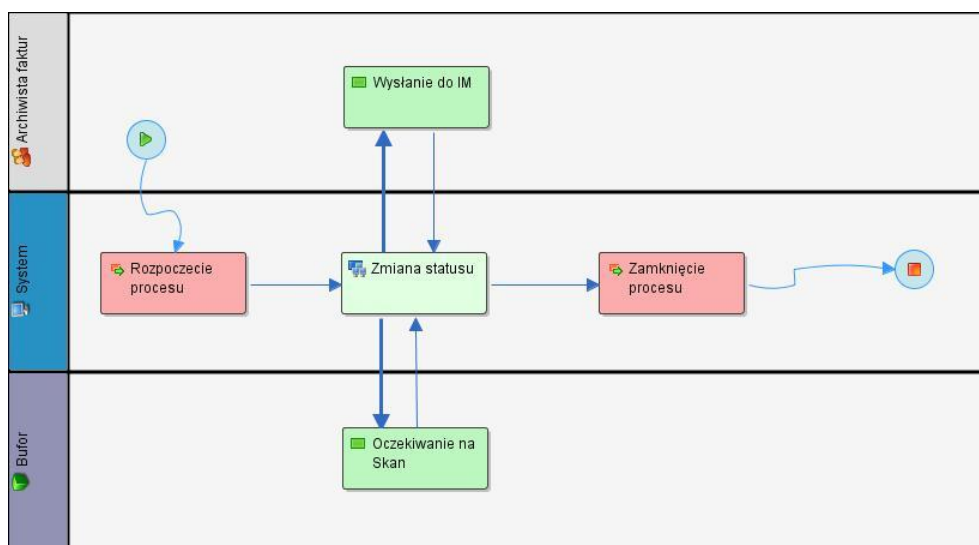 Archiwista faktur
Wysłanie do IM
System
Rozpoczecie
procesu
Zmiana statusu
Zamknięcie
procesu
Bufor
Oczekiwanie na
Skan